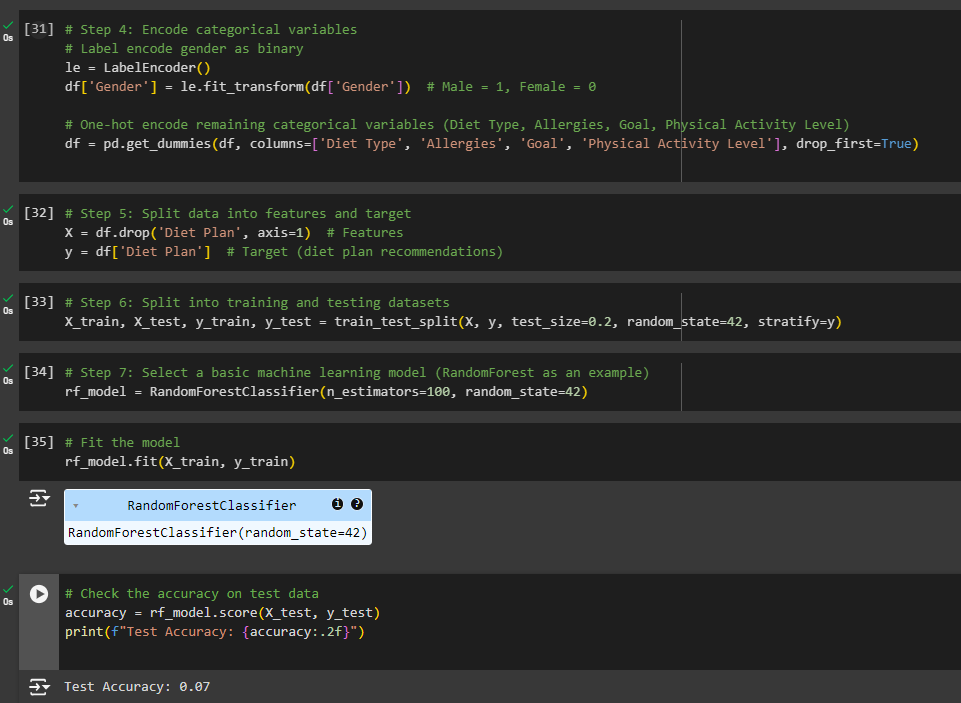 [31] # Step 4: Encode categorical variables
# Label encode gender as binary
le = LabelEncoder()
df['Gender'] = le.fit_transform(df['Gender'])  # Male = 1, Female = 0
# One-hot encode remaining categorical variables (Diet Type, Allergies, Goal, Physical Activity Level)
df = pd.get_dummies(df, columns=['Diet Type', 'Allergies', 'Goal', 'Physical Activity Level'], drop_first=True)
0s
[32] # Step 5: Split data into features and target
X = df.drop('Diet Plan', axis=1)  # Features
y = df['Diet Plan']  # Target (diet plan recommendations)
0s
[33] # Step 6: Split into training and testing datasets
X_train, X_test, y_train, y_test = train_test_split(X, y, test_size=0.2, random_state=42, stratify=y)
0s
[34] # Step 7: Select a basic machine learning model (RandomForest as an example)
rf_model = RandomForestClassifier(n_estimators=100, random_state=42)
0s
[35] # Fit the model
rf_model.fit(X_train, y_train)
0s
RandomForestClassifier i ?
RandomForestClassifier(random_state=42)
# Check the accuracy on test data
accuracy = rf_model.score(X_test, y_test)
print(f"Test Accuracy: {accuracy:.2f}")
0s
Test Accuracy: 0.07